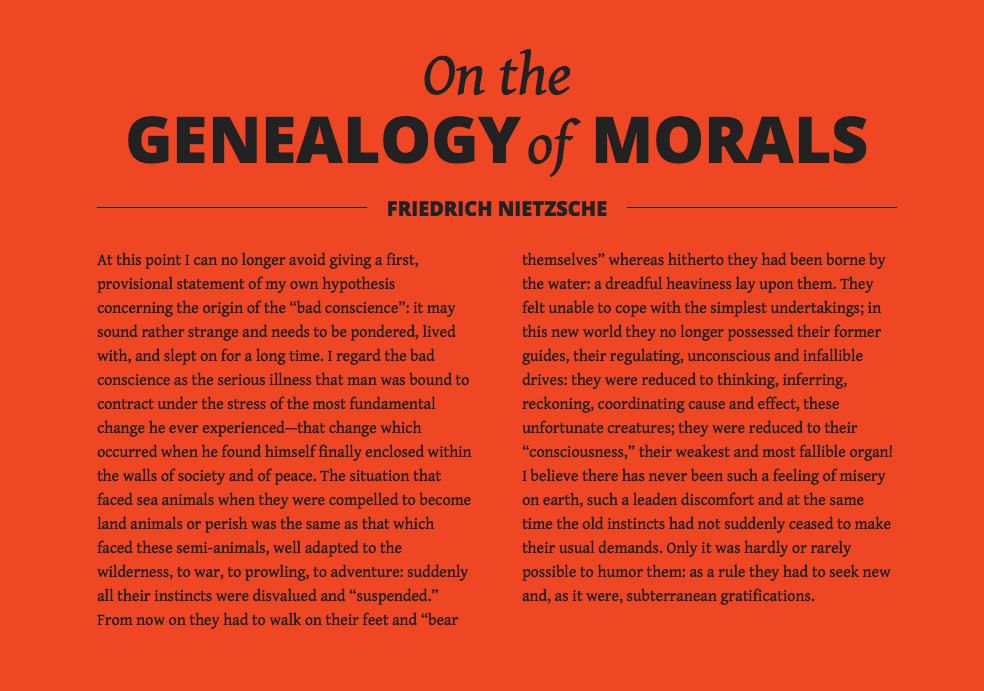 On the
GENEALOGY of MORALS
FRIEDRICH NIETZSCHE
At this point I can no longer avoid giving a first,
provisional statement of my own hypothesis
concerning the origin of the “bad conscience”: it may
sound rather strange and needs to be pondered, lived
with, and slept on for a long time. I regard the bad
conscience as the serious illness that man was bound to
contract under the stress of the most fundamental
change he ever experienced—that change which
occurred when he found himself finally enclosed within
the walls of society and of peace. The situation that
faced sea animals when they were compelled to become
land animals or perish was the same as that which
faced these semi-animals, well adapted to the
wilderness, to war, to prowling, to adventure: suddenly
all their instincts were disvalued and “suspended.”
From now on they had to walk on their feet and “bear
themselves” whereas hitherto they had been borne by
the water: a dreadful heaviness lay upon them. They
felt unable to cope with the simplest undertakings; in
this new world they no longer possessed their former
guides, their regulating, unconscious and infallible
drives: they were reduced to thinking, inferring,
reckoning, coordinating cause and effect, these
unfortunate creatures; they were reduced to their
“consciousness,” their weakest and most fallible organ!
I believe there has never been such a feeling of misery
on earth, such a leaden discomfort and at the same
time the old instincts had not suddenly ceased to make
their usual demands. Only it was hardly or rarely
possible to humor them: as a rule they had to seek new
and, as it were, subterranean gratifications.